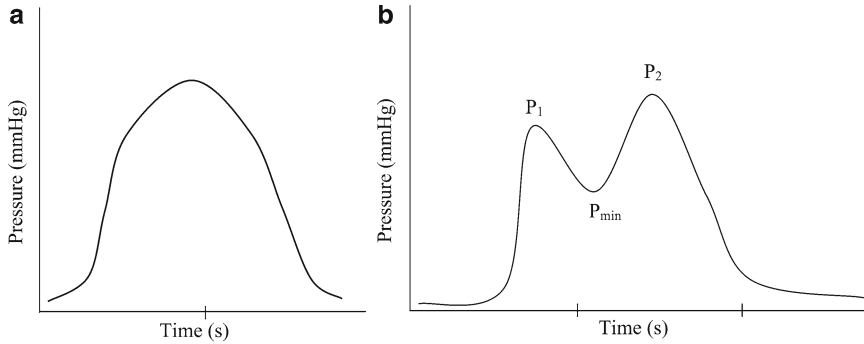 a
Pressure (mmHg)
Time (s)
b
Pressure (mmHg)
P1
Pmin
P2
Time (s)